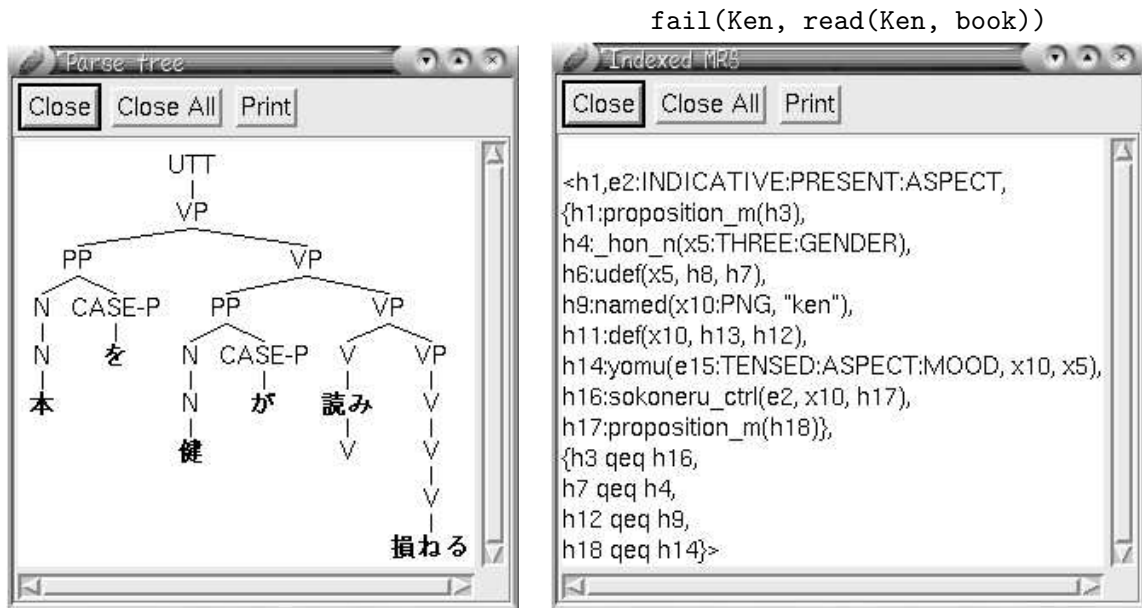 fail(Ken, read(Ken, book))
Parse tree
Close Close All Print
UTT
VP
PP VP
N CASE-P PP VP
N を N CASE-P V VP
本 N が 読み V
健 V V
V
損ねる
Indexed MRS
Close Close All Print
<h1,e2:INDICATIVE:PRESENT:ASPECT,
{h1:proposition_m(h3),
h4:_hon_n(x5:THREE:GENDER),
h6:udef(x5, h8, h7),
h9:named(x10:PNG, "ken"),
h11:def(x10, h13, h12),
h14:yomu(e15:TENSED:ASPECT:MOOD, x10, x5),
h16:sokoneru_ctrl(e2, x10, h17),
h17:proposition_m(h18)},
{h3 qeq h16,
h7 qeq h4,
h12 qeq h9,
h18 qeq h14}>